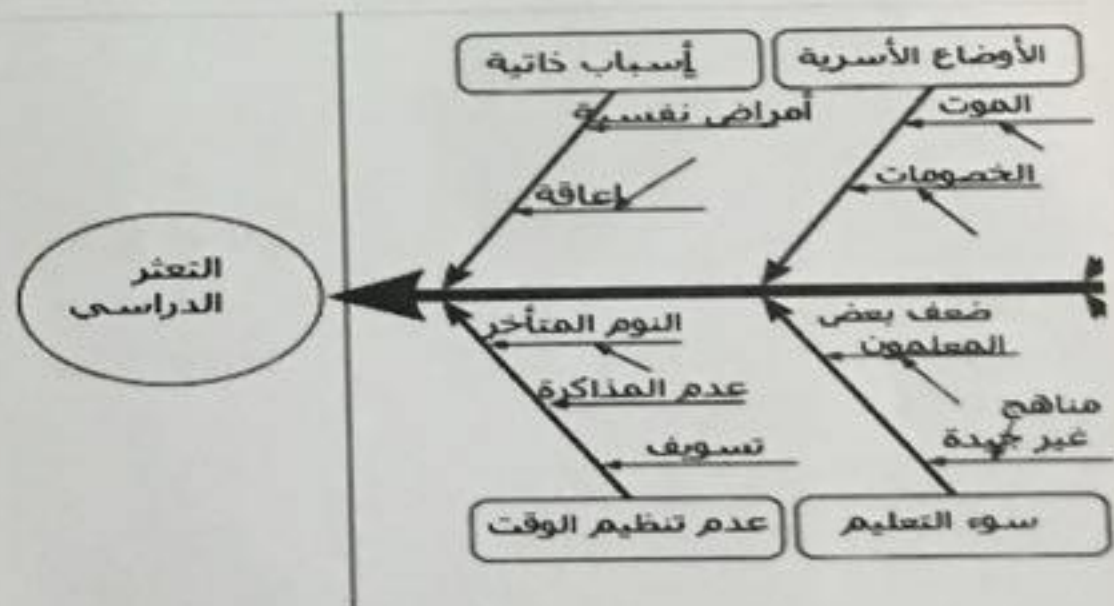 الأوضاع الأسرية
أسباب خاتية
الموت
أمراض نفسية
الخصومات
إعاقة
التعثر
الدراسي
ضعف بعض
المعلمون
النوم المتأخر
عدم المذاكرة
مناهج
غير جيدة
تسويف
سوء التعليم
عدم تنظيم الوقت